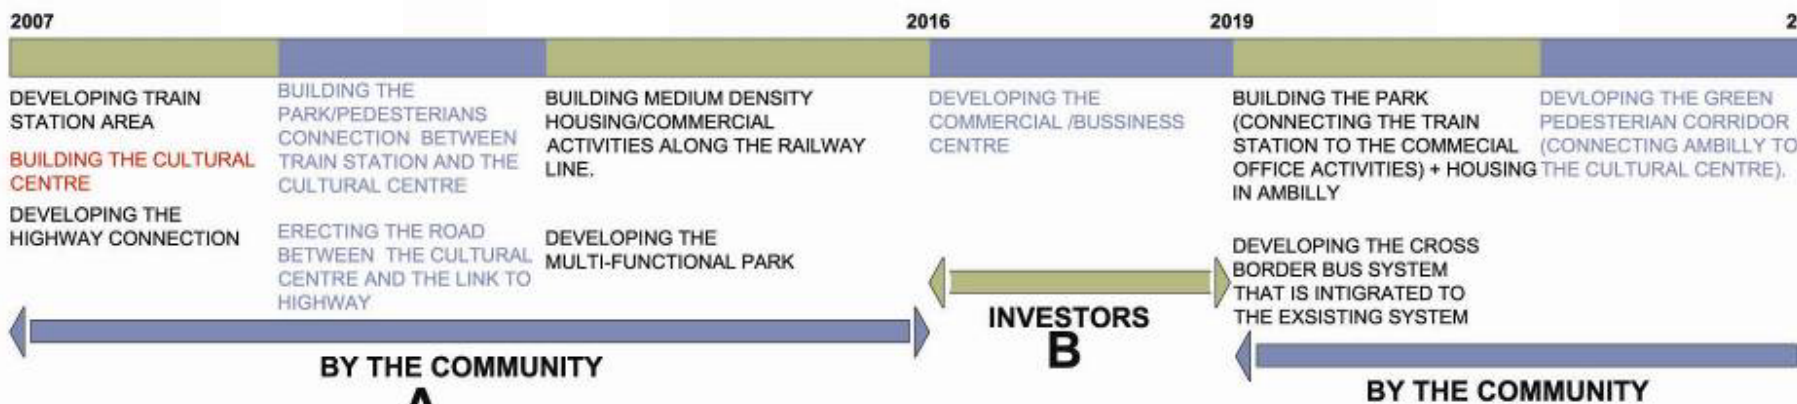 2007
2016
2019
2
DEVELOPING TRAIN
STATION AREA
BUILDING THE CULTURAL
CENTRE
DEVELOPING THE
HIGHWAY CONNECTION
BUILDING THE
PARK/PEDESTERIANS
CONNECTION BETWEEN
TRAIN STATION AND THE
CULTURAL CENTRE
ERECTING THE ROAD
BETWEEN THE CULTURAL
CENTRE AND THE LINK TO
HIGHWAY
BUILDING MEDIUM DENSITY
HOUSING/COMMERCIAL
ACTIVITIES ALONG THE RAILWAY
LINE.
DEVELOPING THE
MULTI-FUNCTIONAL PARK
DEVELOPING THE
COMMERCIAL /BUSSINESS
CENTRE
BUILDING THE PARK
(CONNECTING THE TRAIN
STATION TO THE COMMECIAL
OFFICE ACTIVITIES) + HOUSING
IN AMBILLY
DEVELOPING THE CROSS
BORDER BUS SYSTEM
THAT IS INTIGRATED TO
THE EXSISTING SYSTEM
DEVLOPING THE GREEN
PEDESTERIAN CORRIDOR
(CONNECTING AMBILLY TO
THE CULTURAL CENTRE).
BY THE COMMUNITY
A
INVESTORS
B
BY THE COMMUNITY